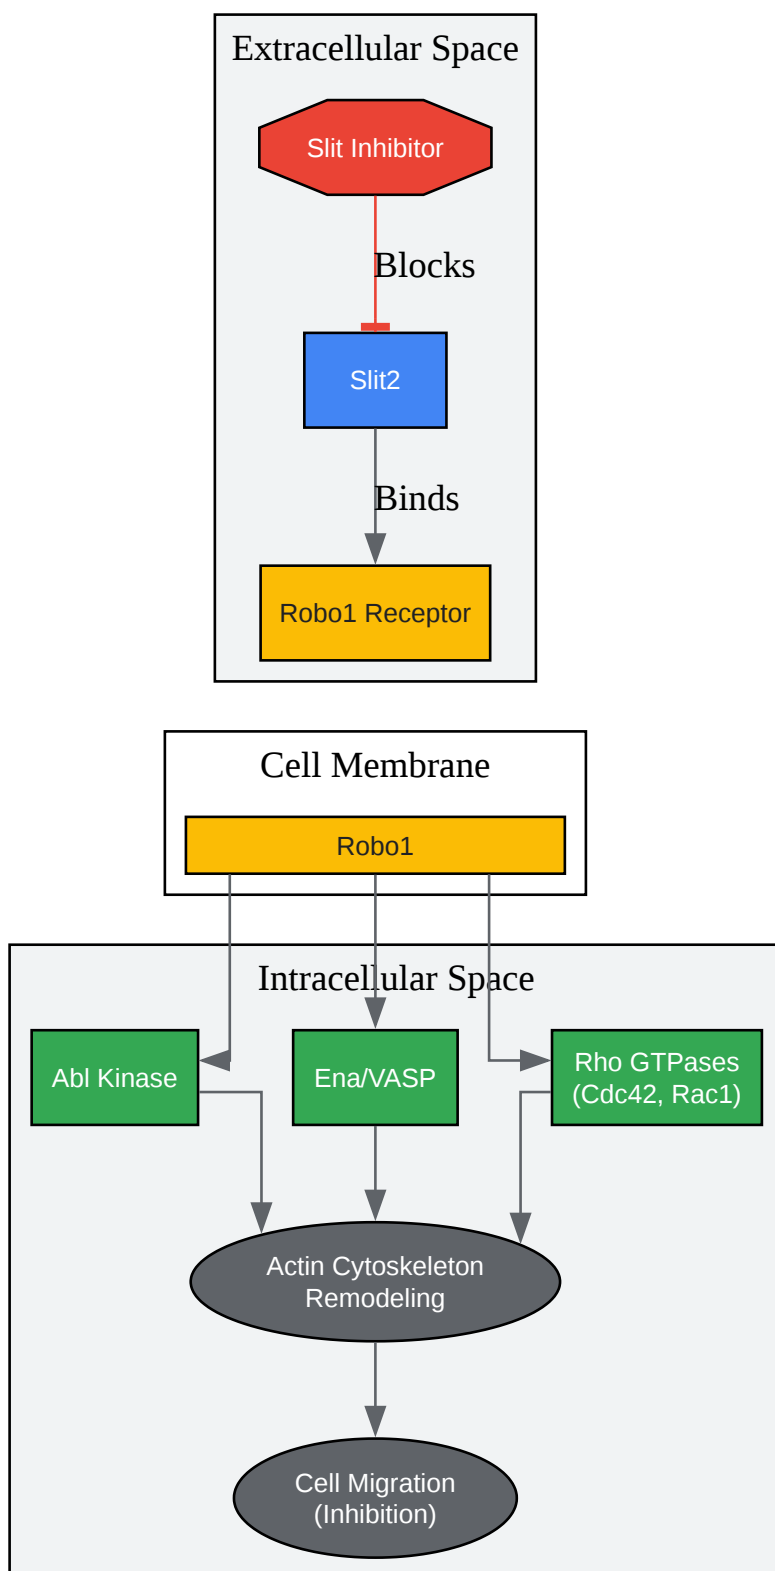 Extracellular Space
Slit Inhibitor
Blocks
Slit2
Binds
Robo1 Receptor
Cell Membrane
Robo1
Intracellular Space
Abl Kinase
Ena/VASP
Rho GTPases
(Cdc42, Rac1)
Actin Cytoskeleton
Remodeling
Cell Migration
(Inhibition)